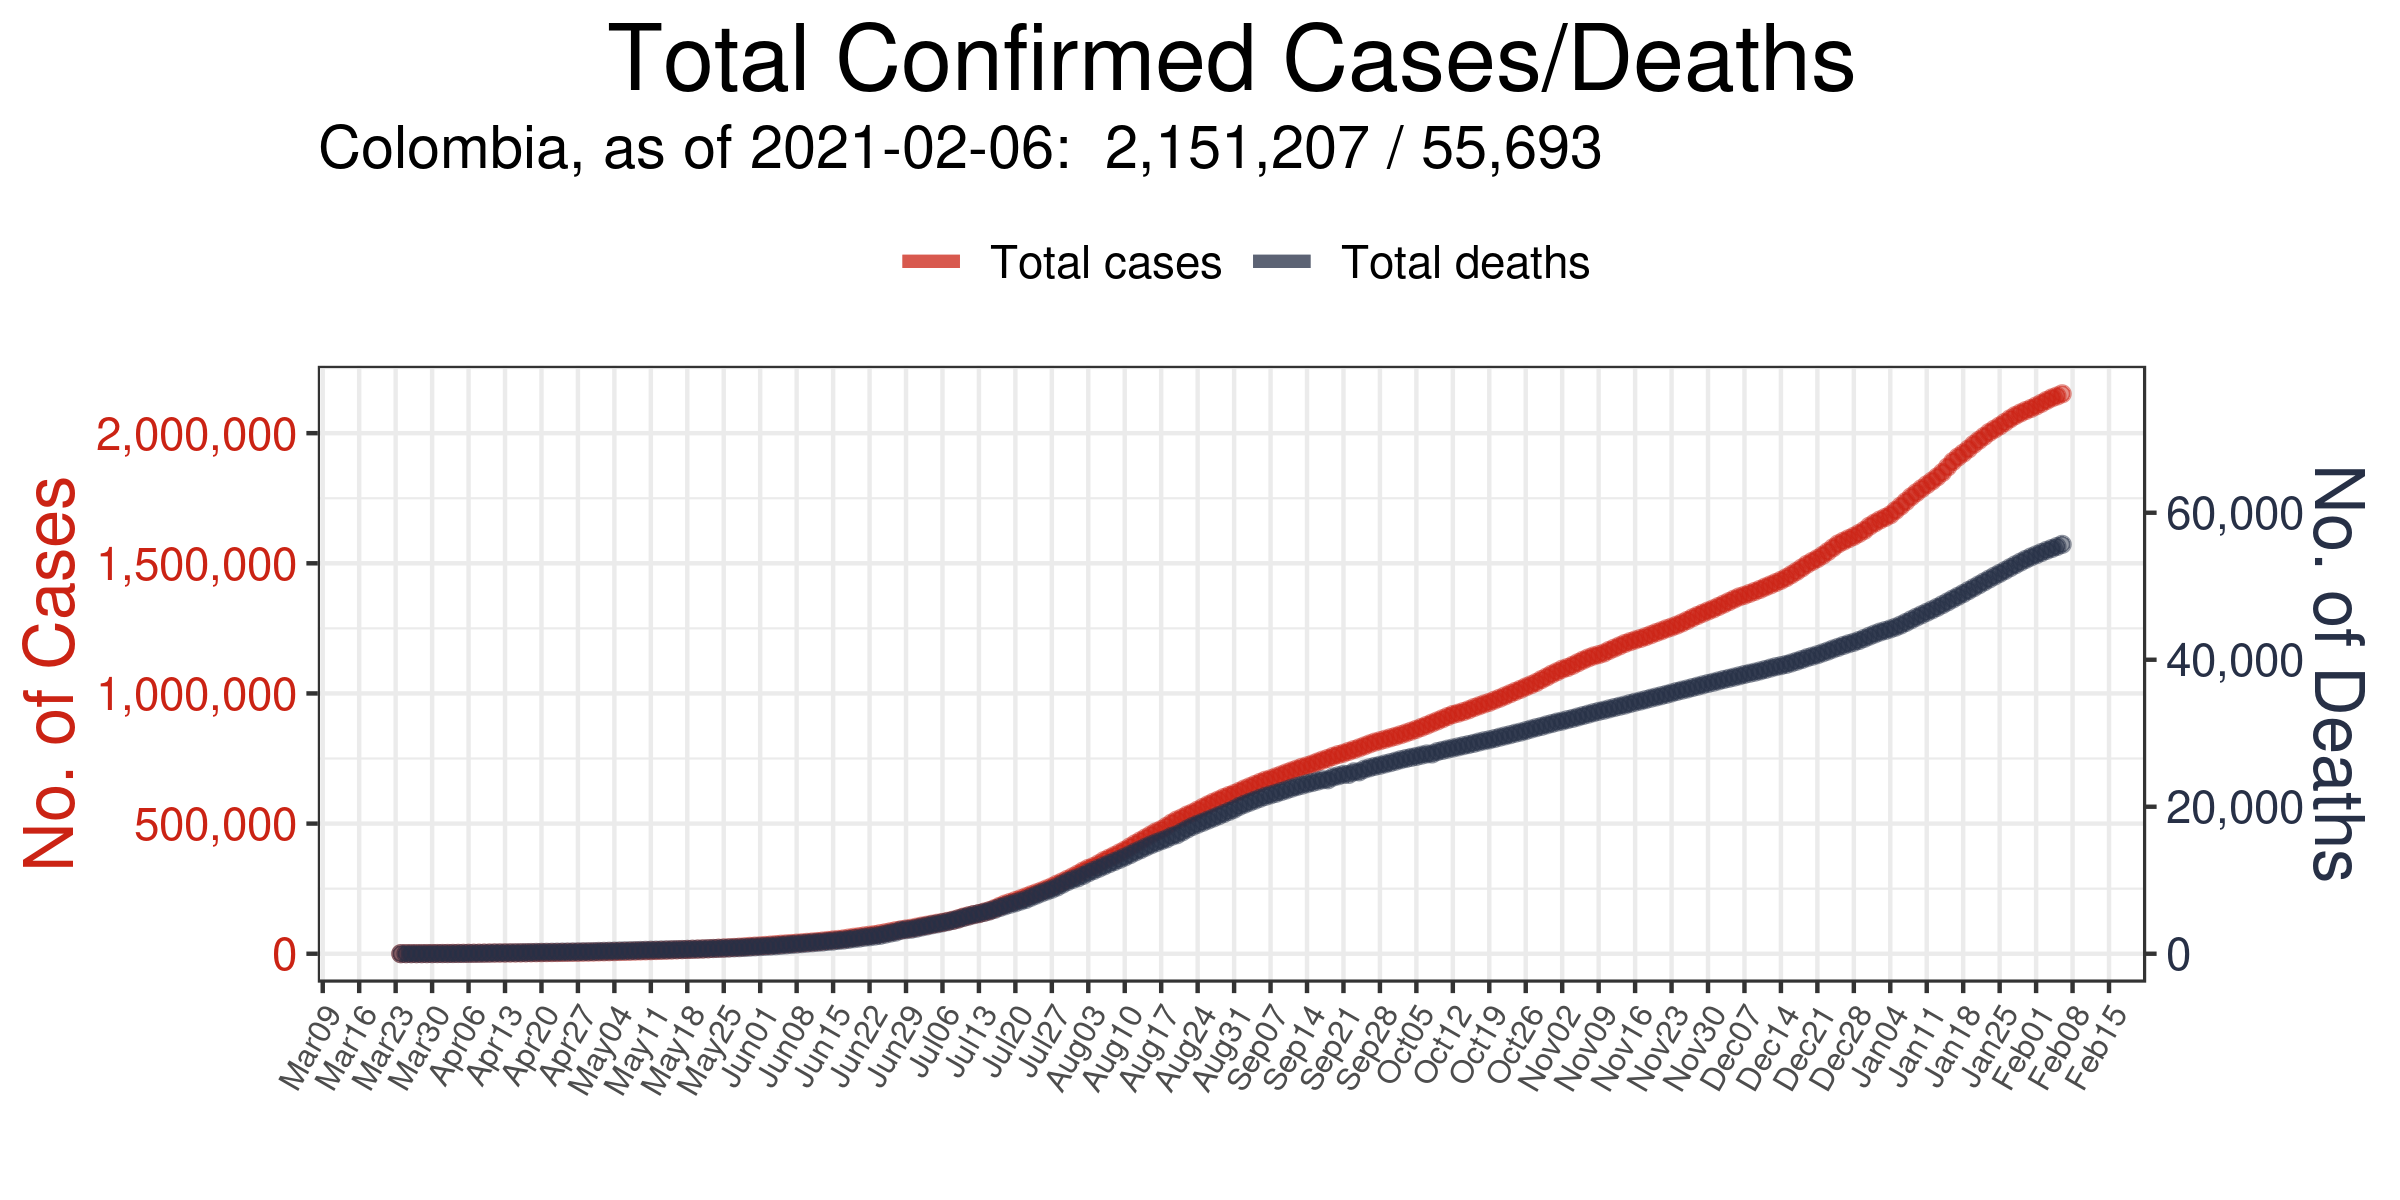 Total Confirmed Cases/Deaths
Colombia, as of 2021-02-06:  2,151,207 / 55,693
Total cases
Total deaths
No. of Cases
2,000,000
1,500,000
1,000,000
500,000
0
60,000
40,000
20,000
0
No. of Deaths
Mar09
Mar16
Mar23
Mar30
Apr06
Apr13
Apr20
Apr27
May04
May11
May18
May25
Jun01
Jun08
Jun15
Jun22
Jun29
Jul06
Jul13
Jul20
Jul27
Aug03
Aug10
Aug17
Aug24
Aug31
Sep07
Sep14
Sep21
Sep28
Oct05
Oct12
Oct19
Oct26
Nov02
Nov09
Nov16
Nov23
Nov30
Dec07
Dec14
Dec21
Dec28
Jan04
Jan11
Jan18
Jan25
Feb01
Feb08
Feb15